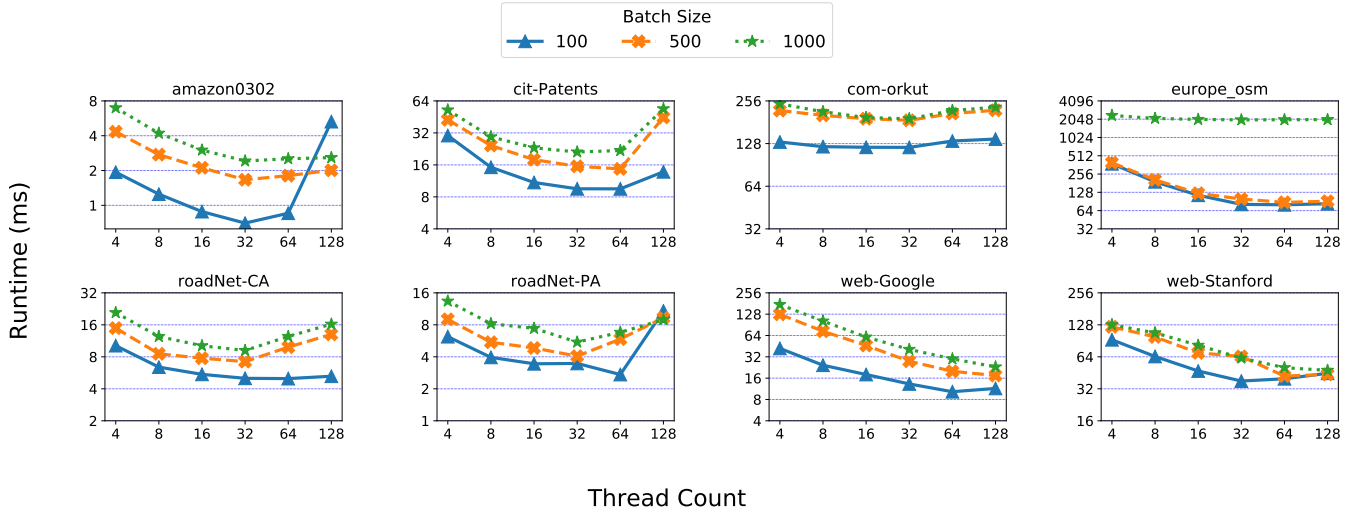 Batch Size
100 500 1000
Runtime (ms)
amazon0302
8
4
2
1
4 8 16 32 64 128
cit-Patents
64
32
16
8
4
4 8 16 32 64 128
com-orkut
256
128
64
32
4 8 16 32 64 128
europe_osm
4096
2048
1024
512
256
128
64
32
4 8 16 32 64 128
roadNet-CA
32
16
8
4
2
4 8 16 32 64 128
roadNet-PA
16
8
4
2
1
4 8 16 32 64 128
web-Google
256
128
64
32
16
8
4
4 8 16 32 64 128
web-Stanford
256
128
64
32
16
4 8 16 32 64 128
Thread Count